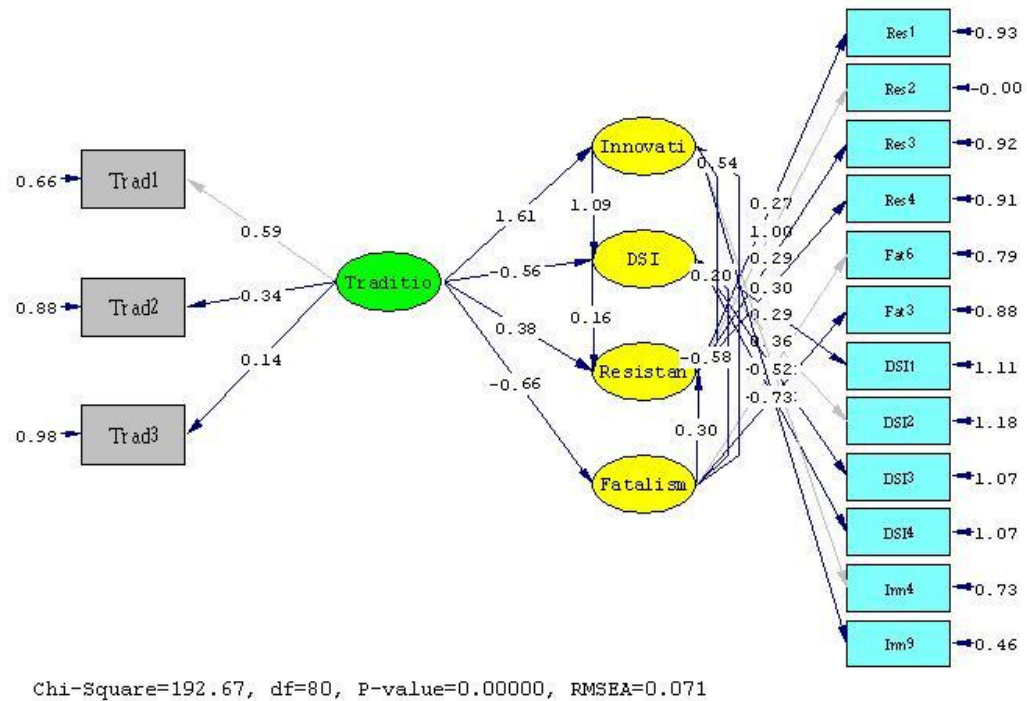 Res1
0.93
Res2
-0.00
Res3
0.92
Res4
0.91
Fat6
0.79
Fat3
0.88
DSI1
1.11
DSI2
1.18
DSI3
1.07
DSI4
1.07
Inn4
0.73
Inn9
0.46
0.66
Trad1
0.88
Trad2
0.98
Trad3
0.59
0.34
0.14
Traditio
1.61
-0.56
0.38
-0.66
Innovati
1.09
DSI
0.16
Resistan
0.30
Fatalism
0.54
0.20
-0.58
0.27
1.00
0.29
0.30
0.29
0.36
-0.52
-0.73
Chi-Square=192.67, df=80, P-value=0.00000, RMSEA=0.071